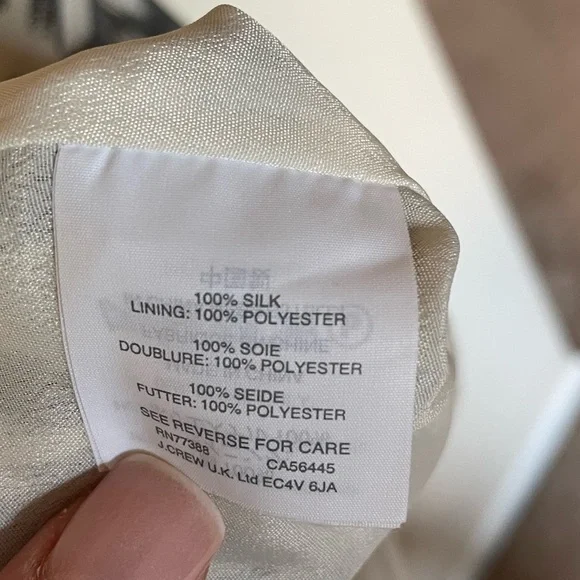 100% SILK
LINING: 100% POLYESTER
100% SOIE
DOUBLURE: 100% POLYESTER
100% SEIDE
FUTTER: 100% POLYESTER
SEE REVERSE FOR CARE
RN77388 CA56445
J.CREW U.K. Ltd EC4V 6JA